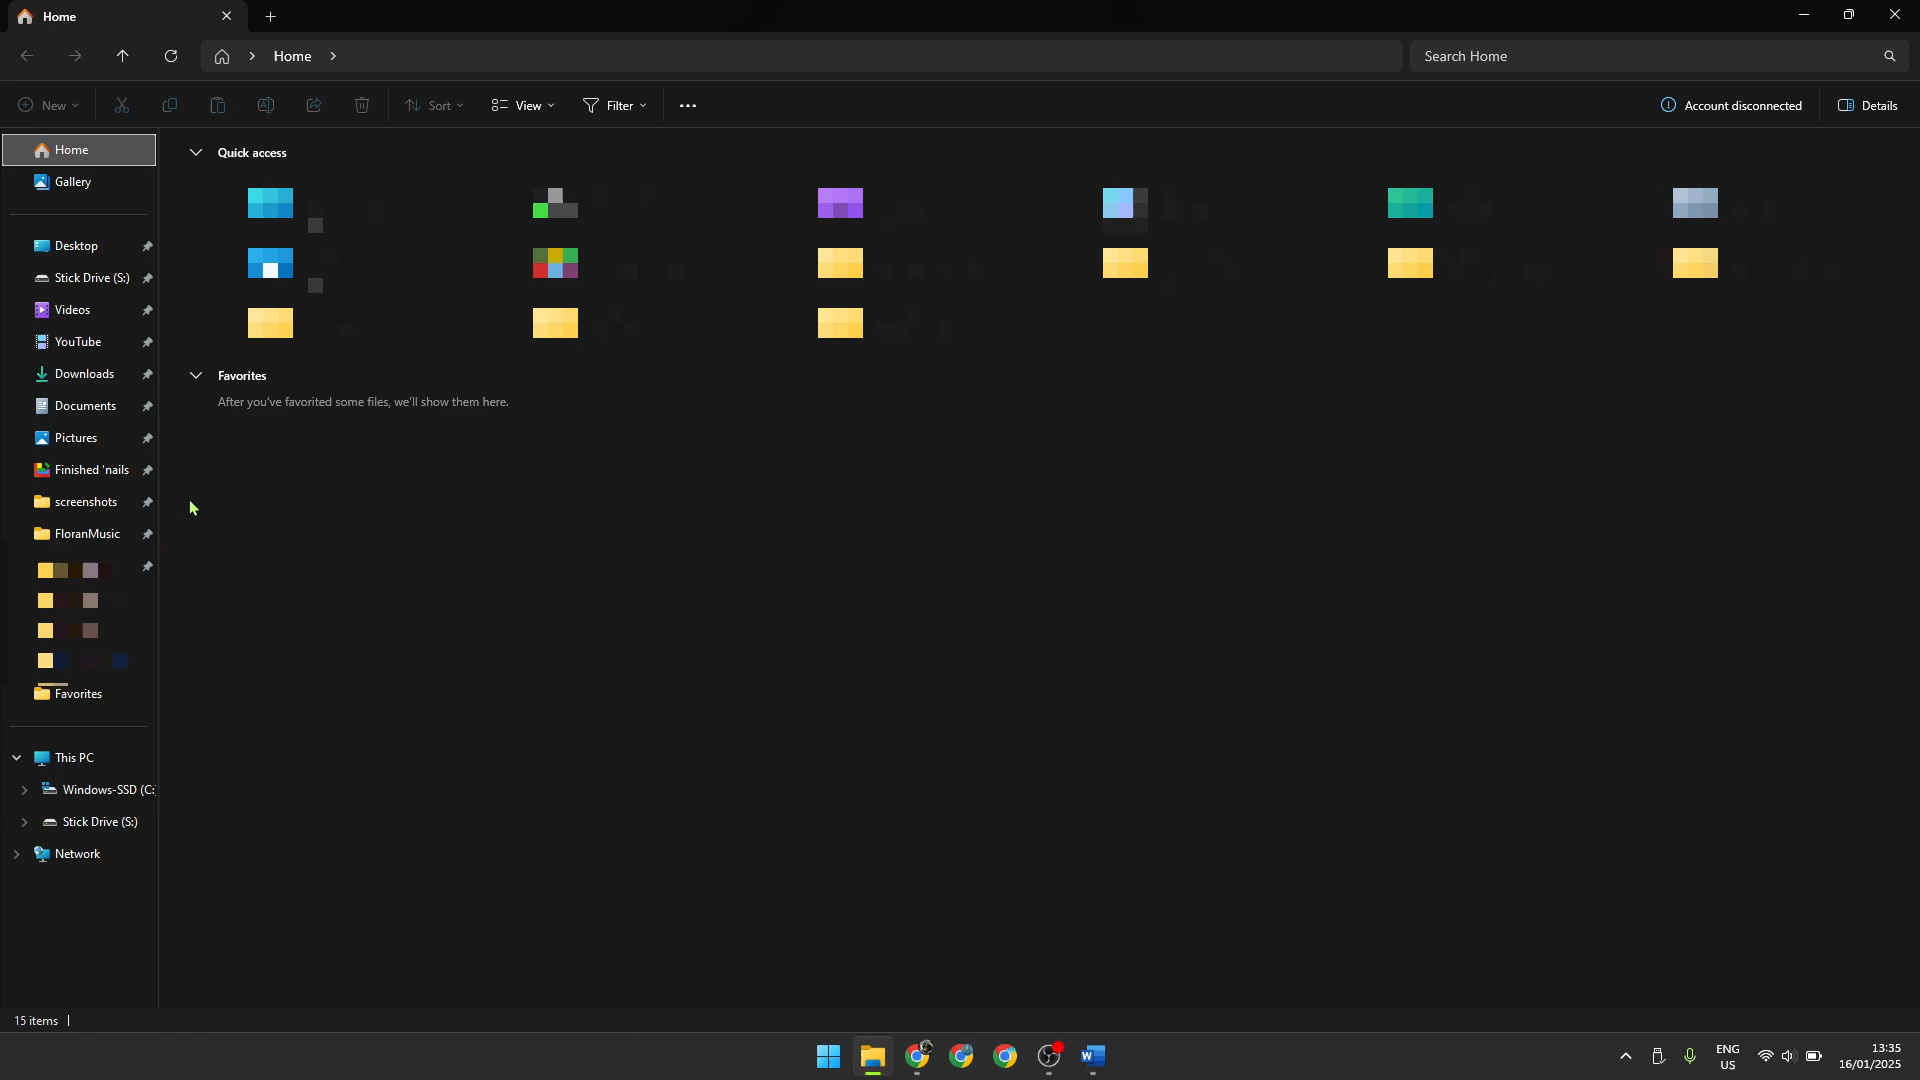 Home
Home
Search Home
New
Sort
View
Filter
Account disconnected
Details
Home
Gallery
Desktop
Stick Drive (S:)
Videos
YouTube
Downloads
Documents
Pictures
Finished 'nails
screenshots
FloranMusic
Favorites
This PC
Windows-SSD (C:
Stick Drive (S:)
Network
Quick access
Favorites
After you've favorited some files, we'll show them here.
15 items
ENG
US
13:35
16/01/2025